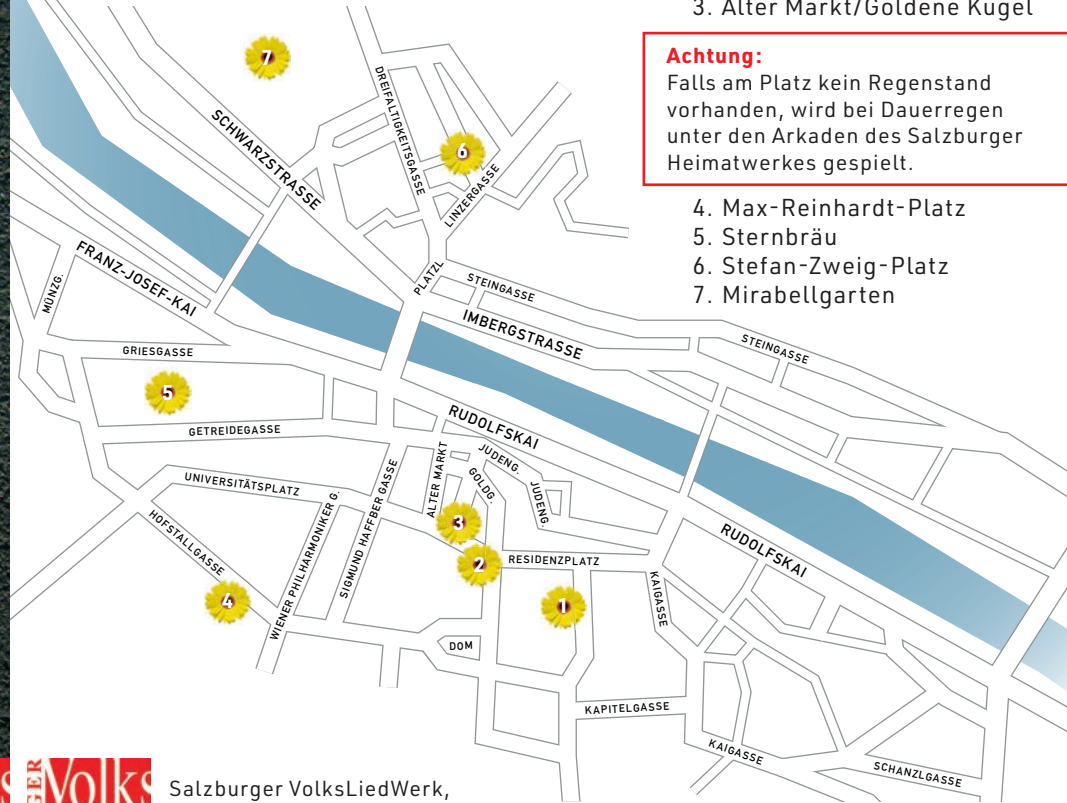 3. Alter Markt/Goldene Kugel
Achtung:
Falls am Platz kein Regenstand
vorhanden, wird bei Dauerregen
unter den Arkaden des Salzburger
Heimatwerkes gespielt.
4. Max-Reinhardt-Platz
5. Sternbräu
6. Stefan-Zweig-Platz
7. Mirabellgarten
7
DREIFALTIGKEITSGASSE
SCHWARZSTRASSE
6
LINZERGASSE
FRANZ-JOSEF-KAI
MÜNZG.
PLATZL
STEINGASSE
IMBERGSTRASSE
STEINGASSE
GRIESGASSE
5
GETREIDEGASSE
RUDOLFSKAI
JUDENG.
GOLDG.
JUDENG.
ALTER MARKT
UNIVERSITÄTSPLATZ
HOFSTALLGASSE
WIENER PHILHARMONIKER G.
SIGMUND HAFFBER GASSE
3
2
RESIDENZPLATZ
RUDOLFSKAI
4
1
KAIGASSE
DOM
KAPITELGASSE
KAIGASSE
SCHANZLGASSE
Volks
Salzburger VolksLiedWerk,